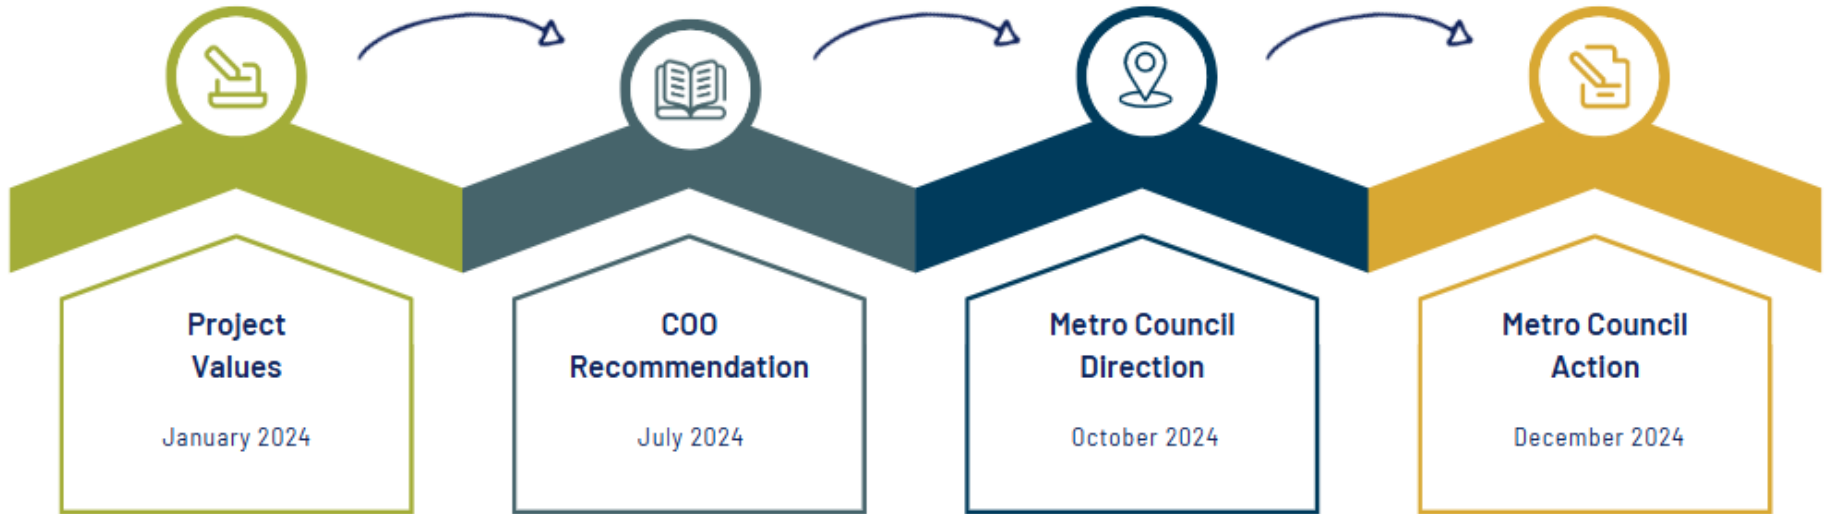 Project
Values
January 2024
COO
Recommendation
July 2024
Metro Council
Direction
October 2024
Metro Council
Action
December 2024